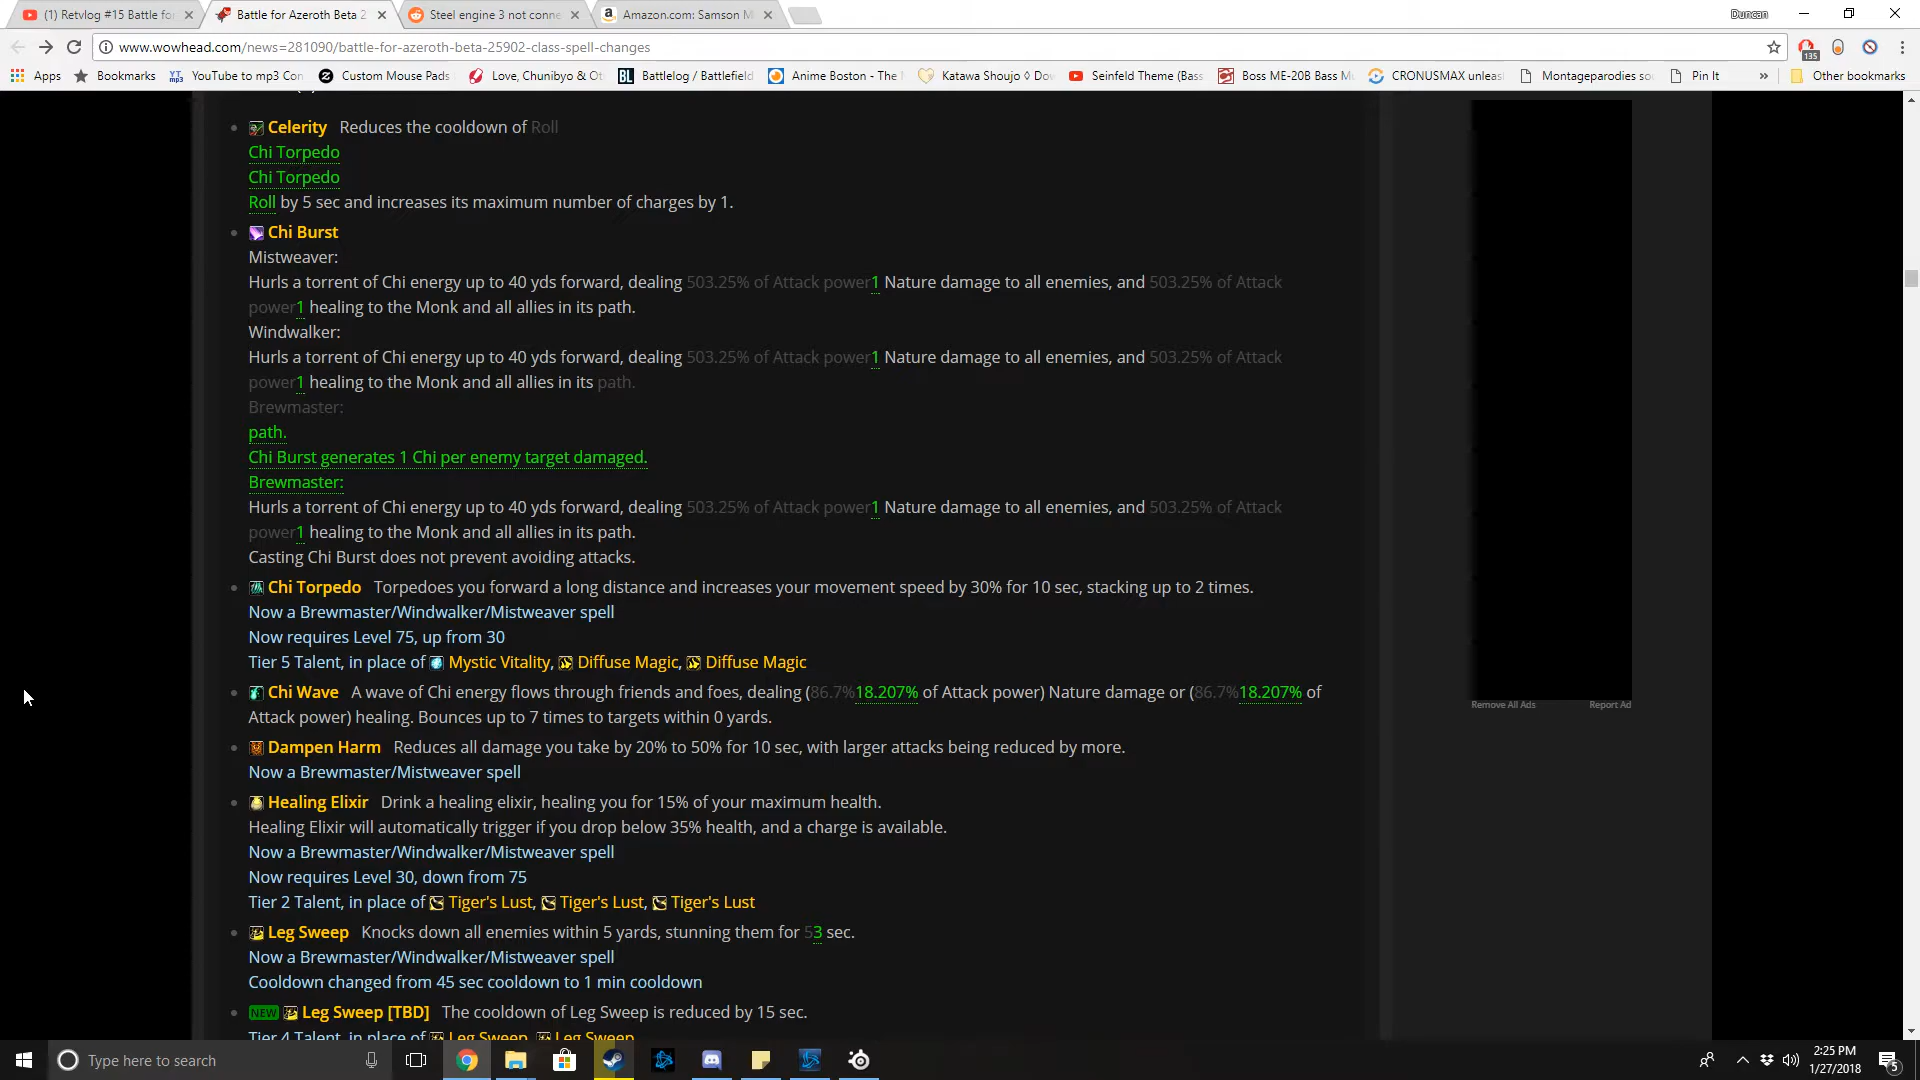 (1) Retvlog #15 Battle fo
Battle for Azeroth Beta 2
Steel engine 3 not conne
Amazon.com: Samson M
Duncan
www.wowhead.com/news=281090/battle-for-azeroth-beta-25902-class-spell-changes
135
Apps
Bookmarks
YouTube to mp3 Con
Custom Mouse Pads
Love, Chunibyo & Ot
BL Battlelog / Battlefield
Anime Boston - The
Katawa Shoujo ◊ Do
Seinfeld Theme (Bass
Boss ME-20B Bass Mu
CRONUSMAX unleas
Montageparodies so
Pin It
»
Other bookmarks
Celerity Reduces the cooldown of Roll
Chi Torpedo
Chi Torpedo
Roll by 5 sec and increases its maximum number of charges by 1.
Chi Burst
Mistweaver:
Hurls a torrent of Chi energy up to 40 yds forward, dealing 503.25% of Attack power1 Nature damage to all enemies, and 503.25% of Attack
power1 healing to the Monk and all allies in its path.
Windwalker:
Hurls a torrent of Chi energy up to 40 yds forward, dealing 503.25% of Attack power1 Nature damage to all enemies, and 503.25% of Attack
power1 healing to the Monk and all allies in its path.
Brewmaster:
path.
Chi Burst generates 1 Chi per enemy target damaged.
Brewmaster:
Hurls a torrent of Chi energy up to 40 yds forward, dealing 503.25% of Attack power1 Nature damage to all enemies, and 503.25% of Attack
power1 healing to the Monk and all allies in its path.
Casting Chi Burst does not prevent avoiding attacks.
Chi Torpedo Torpedoes you forward a long distance and increases your movement speed by 30% for 10 sec, stacking up to 2 times.
Now a Brewmaster/Windwalker/Mistweaver spell
Now requires Level 75, up from 30
Tier 5 Talent, in place of Mystic Vitality, Diffuse Magic, Diffuse Magic
Chi Wave A wave of Chi energy flows through friends and foes, dealing (86.7%18.207% of Attack power) Nature damage or (86.7%18.207% of
Attack power) healing. Bounces up to 7 times to targets within 0 yards.
Dampen Harm Reduces all damage you take by 20% to 50% for 10 sec, with larger attacks being reduced by more.
Now a Brewmaster/Mistweaver spell
Healing Elixir Drink a healing elixir, healing you for 15% of your maximum health.
Healing Elixir will automatically trigger if you drop below 35% health, and a charge is available.
Now a Brewmaster/Windwalker/Mistweaver spell
Now requires Level 30, down from 75
Tier 2 Talent, in place of Tiger's Lust, Tiger's Lust, Tiger's Lust
Leg Sweep Knocks down all enemies within 5 yards, stunning them for 53 sec.
Now a Brewmaster/Windwalker/Mistweaver spell
Cooldown changed from 45 sec cooldown to 1 min cooldown
NEW Leg Sweep [TBD] The cooldown of Leg Sweep is reduced by 15 sec.
Tier 4 Talent, in place of Leg Sweep, Leg Sweep
Remove All Ads
Report Ad
Type here to search
2:25 PM
1/27/2018
5